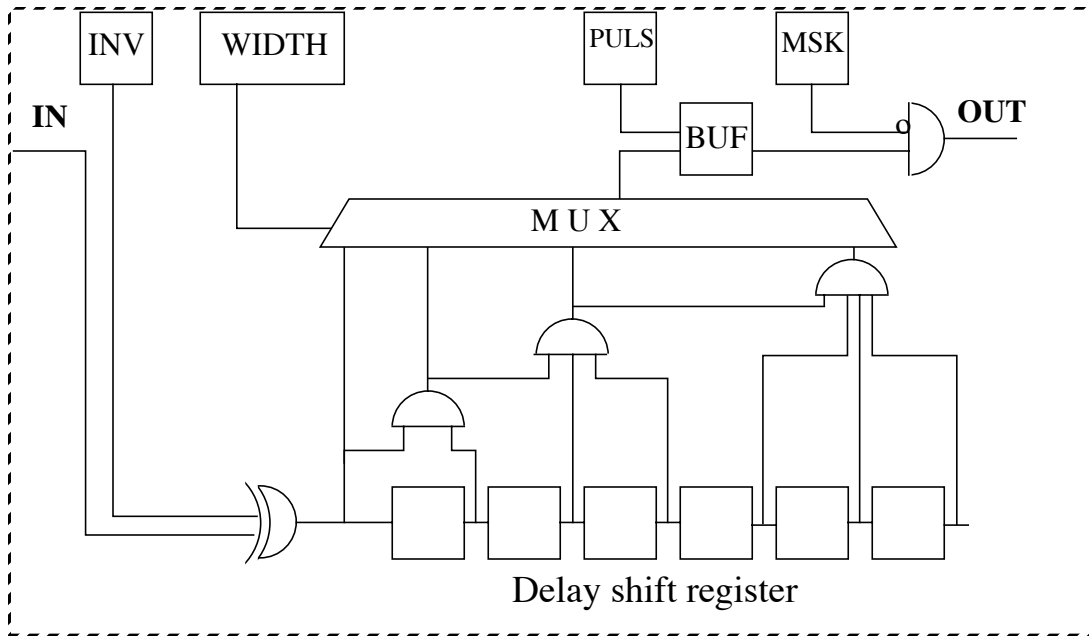 INV
WIDTH
PULS
MSK
IN
OUT
BUF
M U X
Delay shift register